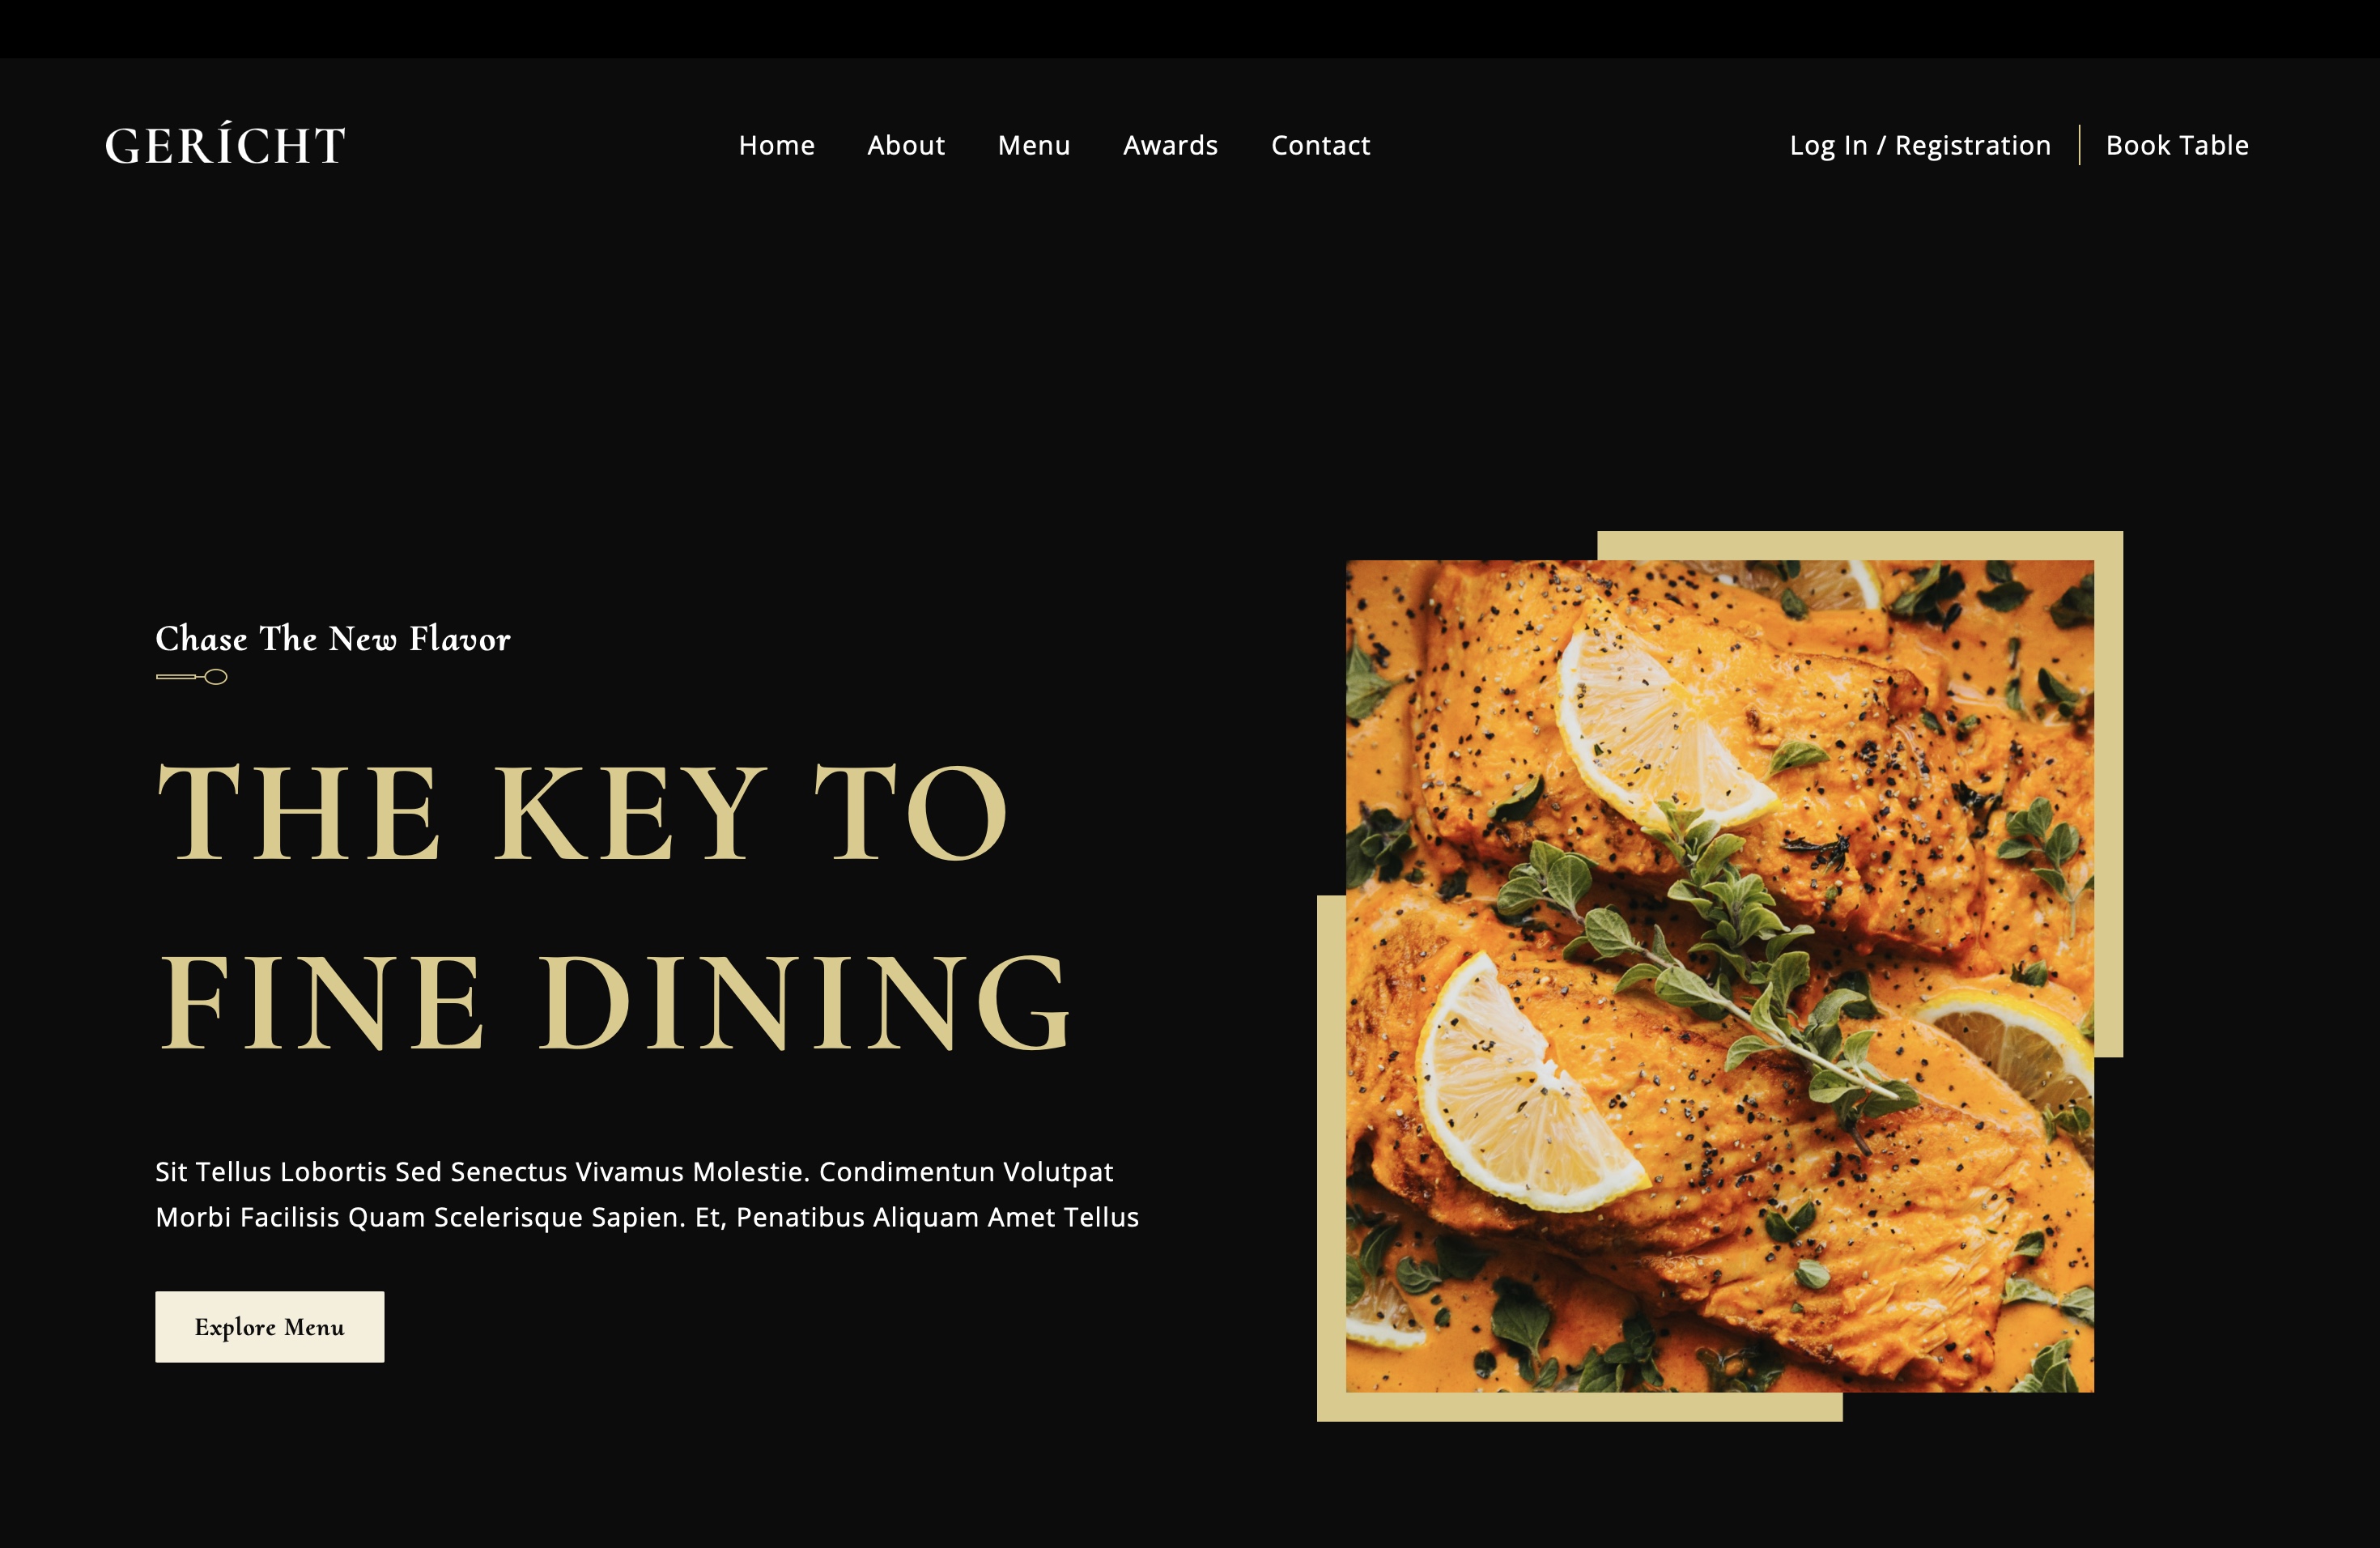 GERÍCHT
Home About Menu Awards Contact
Log In / Registration Book Table
Chase The New Flavor
THE KEY TO
FINE DINING
Sit Tellus Lobortis Sed Senectus Vivamus Molestie. Condimentun Volutpat
Morbi Facilisis Quam Scelerisque Sapien. Et, Penatibus Aliquam Amet Tellus
Explore Menu